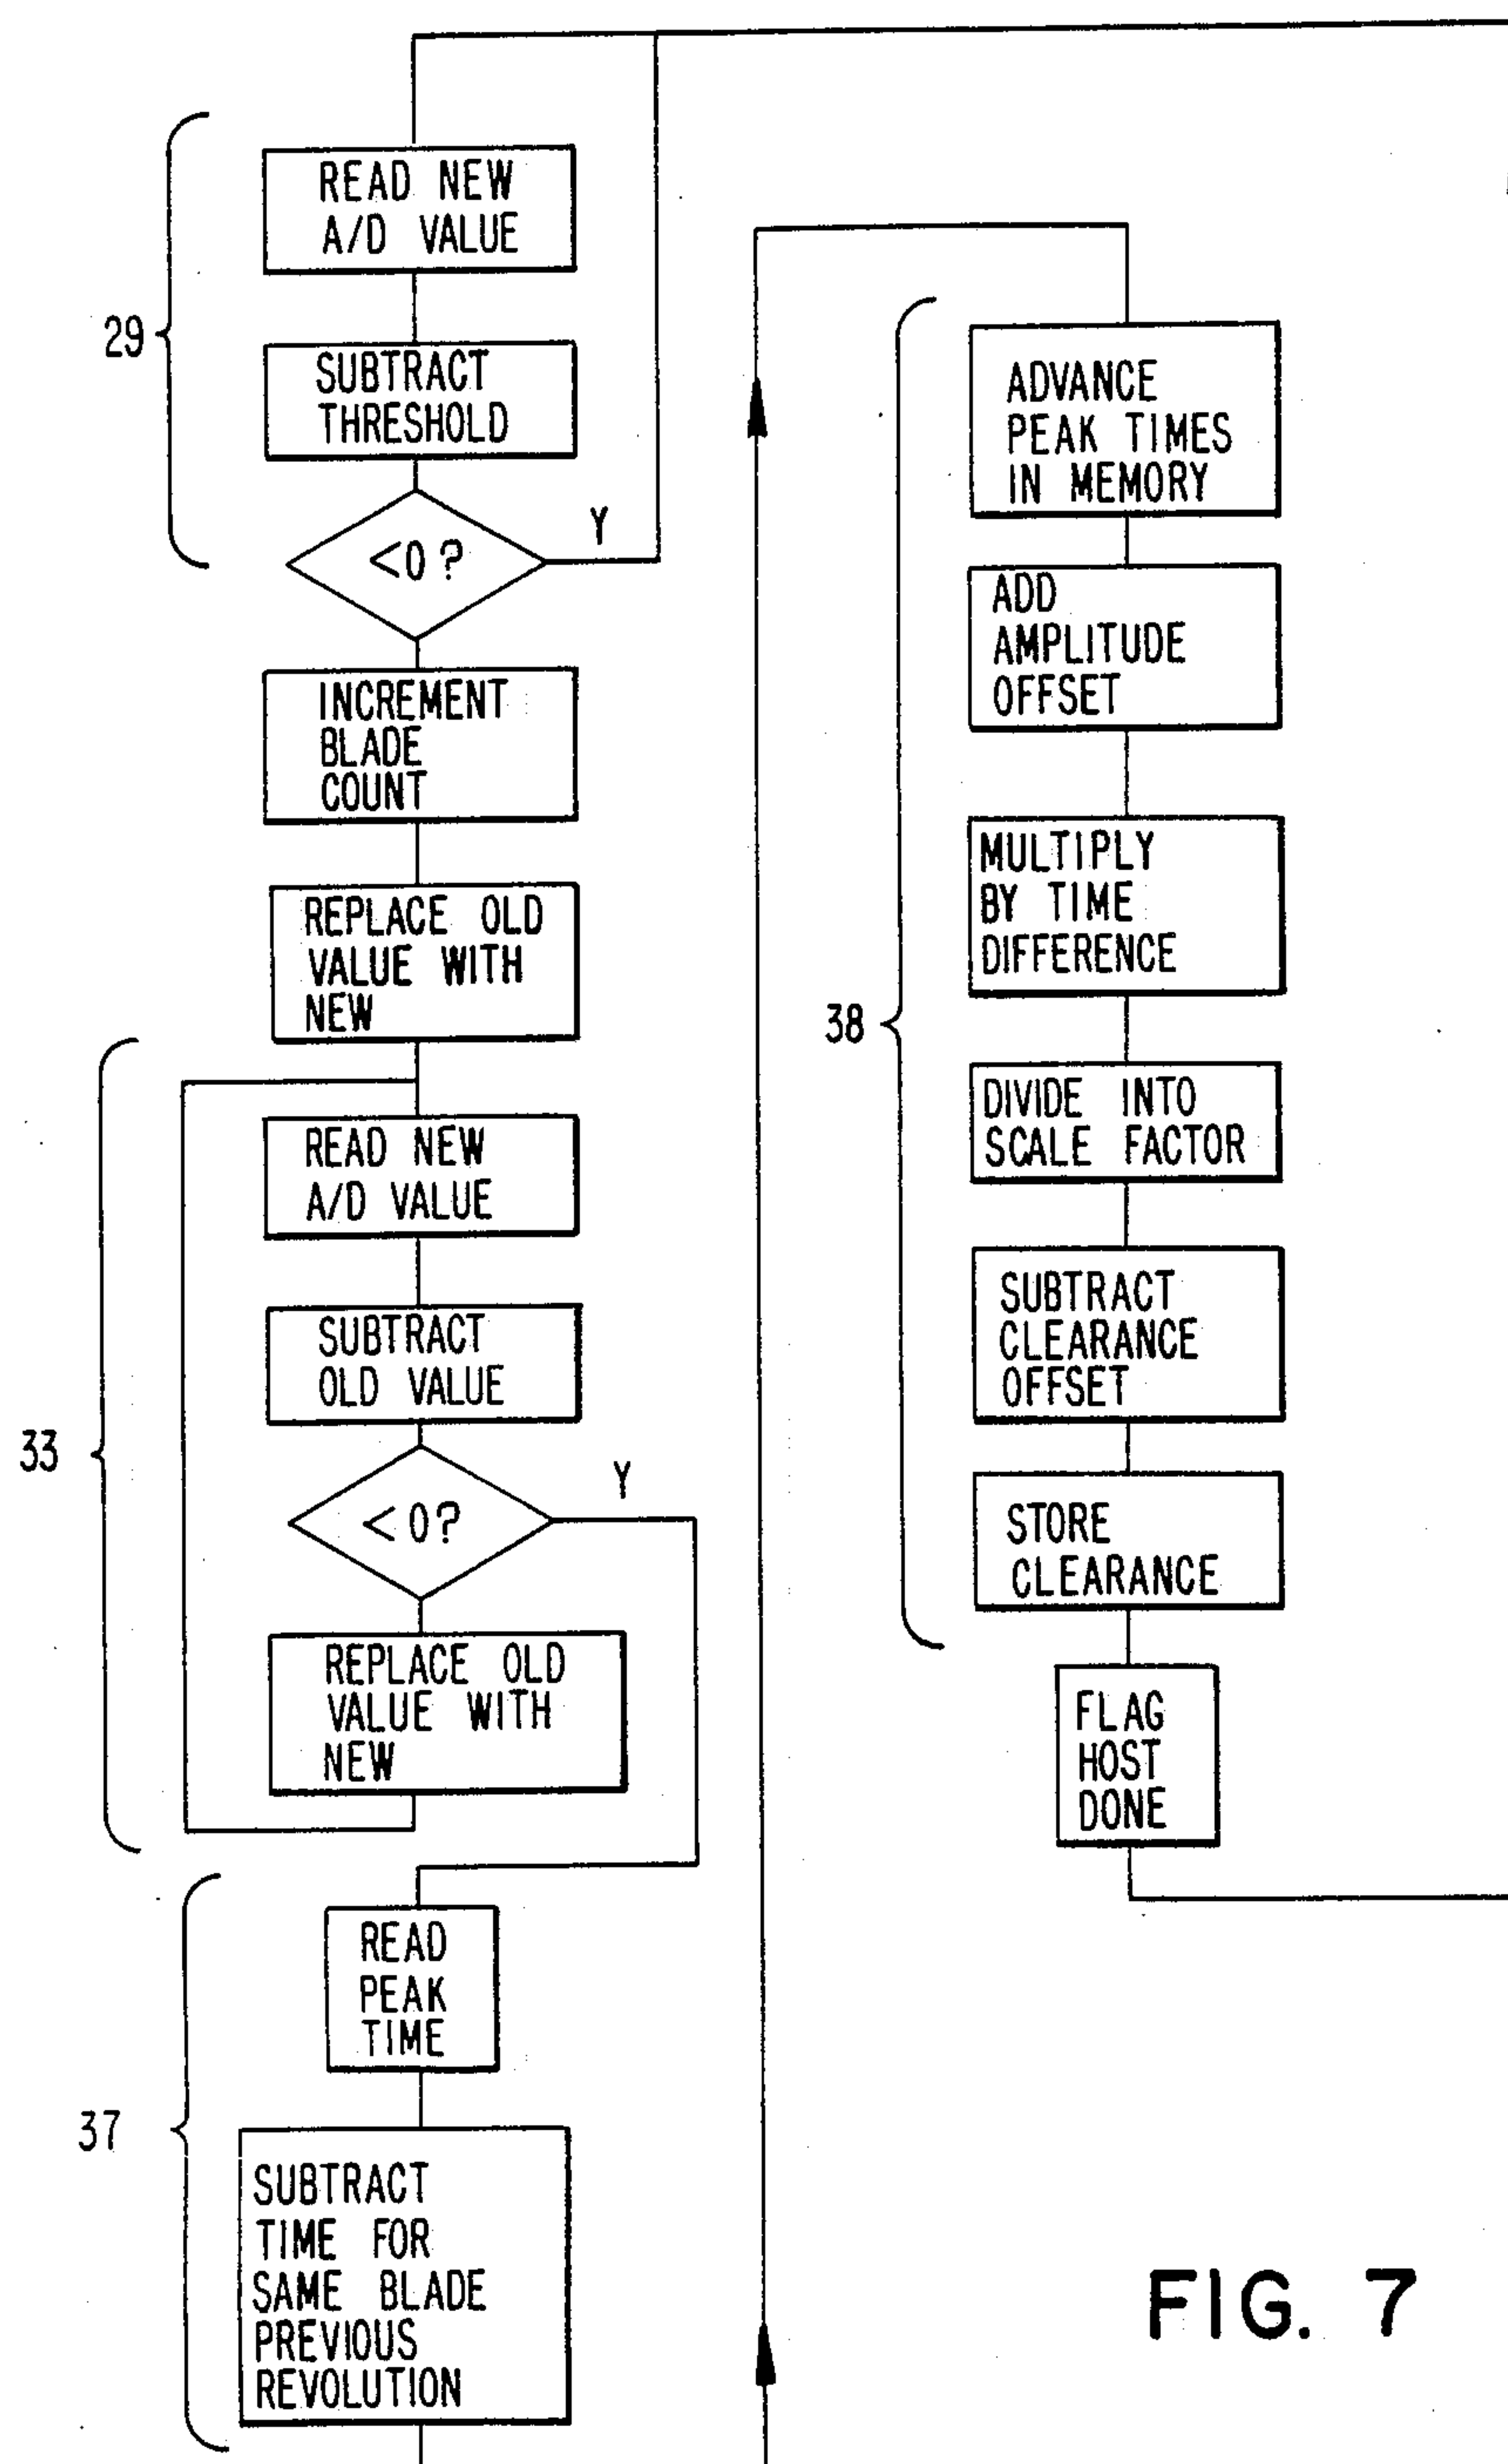 READ NEW
A/D VALUE
29
SUBTRACT
THRESHOLD
<0?
Y
INCREMENT
BLADE
COUNT
REPLACE OLD
VALUE WITH
NEW
READ NEW
A/D VALUE
SUBTRACT
OLD VALUE
33
<0?
Y
REPLACE OLD
VALUE WITH
NEW
READ
PEAK
TIME
37
SUBTRACT
TIME FOR
SAME BLADE
PREVIOUS
REVOLUTION
ADVANCE
PEAK TIMES
IN MEMORY
ADD
AMPLITUDE
OFFSET
MULTIPLY
BY TIME
DIFFERENCE
38
DIVIDE INTO
SCALE FACTOR
SUBTRACT
CLEARANCE
OFFSET
STORE
CLEARANCE
FLAG
HOST
DONE
FIG. 7